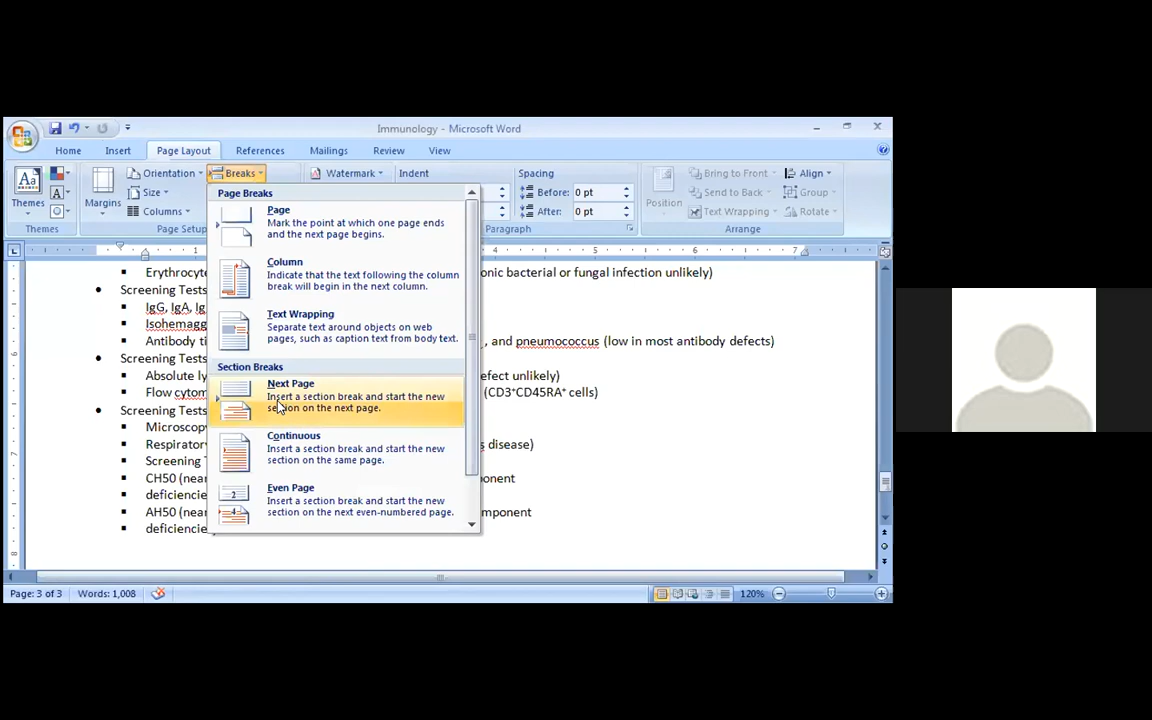 Immunology - Microsoft Word
Home Insert Page Layout References Mailings Review View
Orientation Breaks Watermark Indent Spacing Bring to Front Align
Themes Margins Size Before: 0 pt Position Send to Back Group
Columns After: 0 pt Text Wrapping Rotate
Themes Page Setup Paragraph Arrange
Page Breaks
Page
Mark the point at which one page ends
and the next page begins.
Column
Indicate that the text following the column
break will begin in the next column.
Text Wrapping
Separate text around objects on web
pages, such as caption text from body text.
Section Breaks
Next Page
Insert a section break and start the new
section on the next page.
Continuous
Insert a section break and start the new
section on the same page.
Even Page
Insert a section break and start the new
section on the next even-numbered page.
1 4 5 6 7
Erythrocyte onic bacterial or fungal infection unlikely)
Screening Tests
IgG, IgA, Ig
Isohemagg
Antibody ti , and pneumococcus (low in most antibody defects)
Screening Tests
Absolute ly efect unlikely)
Flow cytom (CD3+CD45RA+ cells)
Screening Tests
Microscop
Respirator s disease)
Screening T
CH50 (near onent
deficiencie
AH50 (near mponent
deficiencie
Page: 3 of 3 Words: 1,008 120%